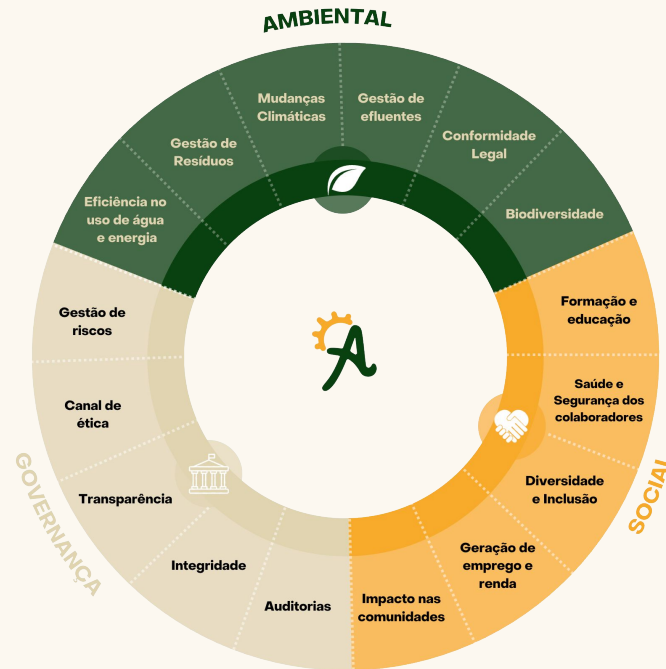 AMBIENTAL
Eficiência no
uso de água
e energia
Gestão de
Resíduos
Mudanças
Climáticas
Gestão de
efluentes
Conformidade
Legal
Biodiversidade
SOCIAL
Formação e
educação
Saúde e
Segurança dos
colaboradores
Diversidade
e Inclusão
Geração de
emprego e
renda
Impacto nas
comunidades
GOVERNANÇA
Gestão de
riscos
Canal de
ética
Transparência
Integridade
Auditorias
A